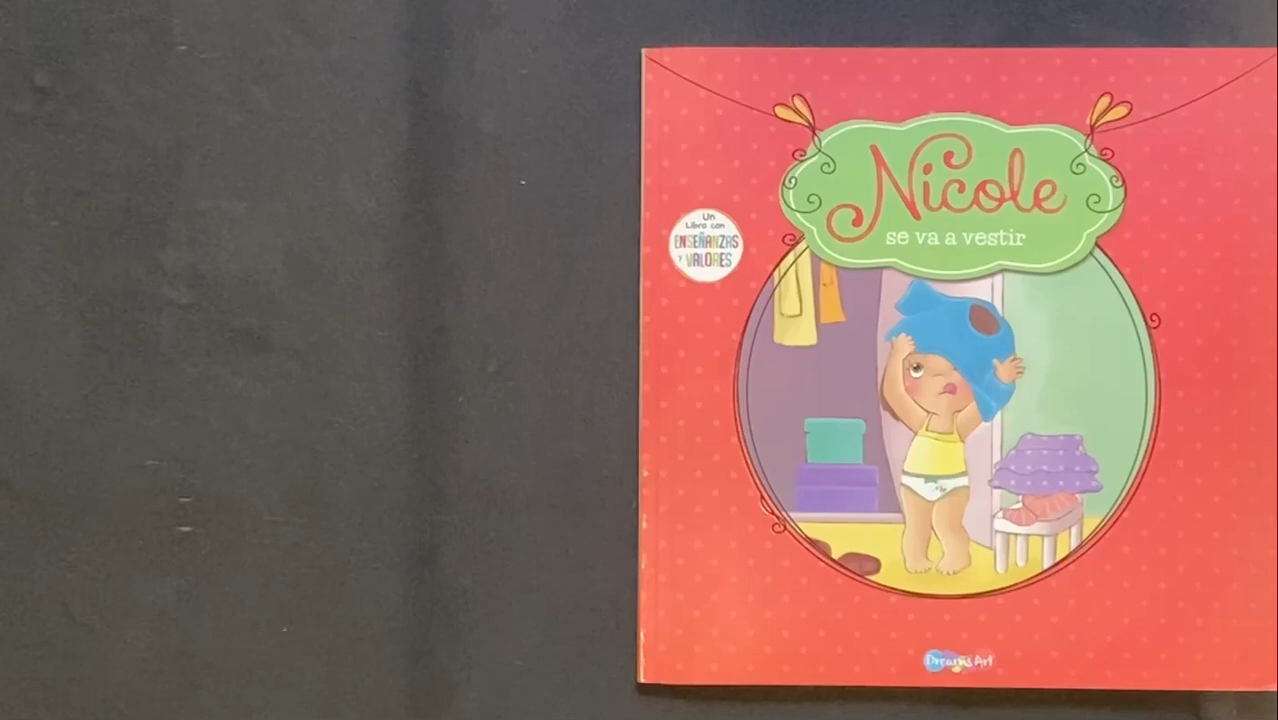 Nicole
se va a vestir
Un
Libro con
ENSEÑANZAS
y VALORES
Dreams Art